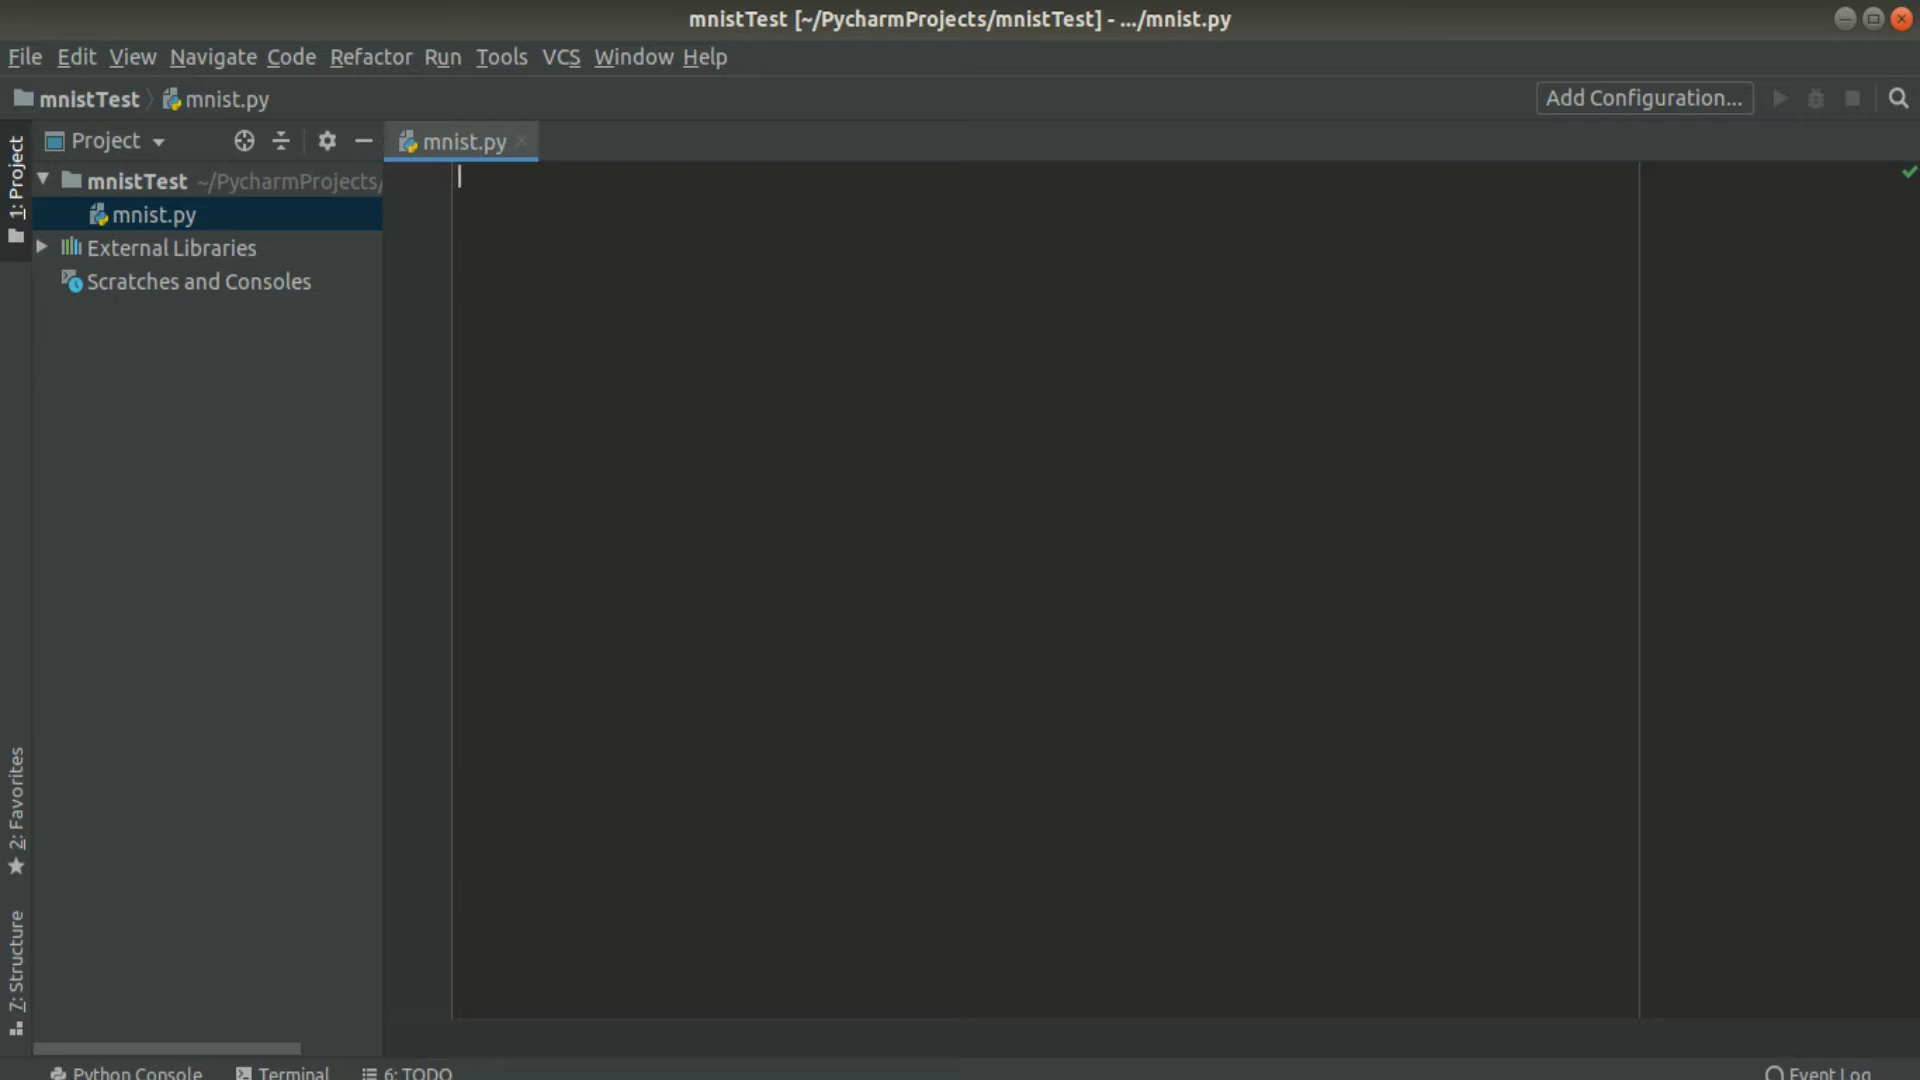 mnistTest [~/PycharmProjects/mnistTest] - .../mnist.py
File Edit View Navigate Code Refactor Run Tools VCS Window Help
mnistTest mnist.py Add Configuration...
1: Project
Project
mnist.py
mnistTest ~/PycharmProjects/
mnist.py
External Libraries
Scratches and Consoles
2: Favorites
7: Structure
Python Console Terminal 6: TODO Event Log